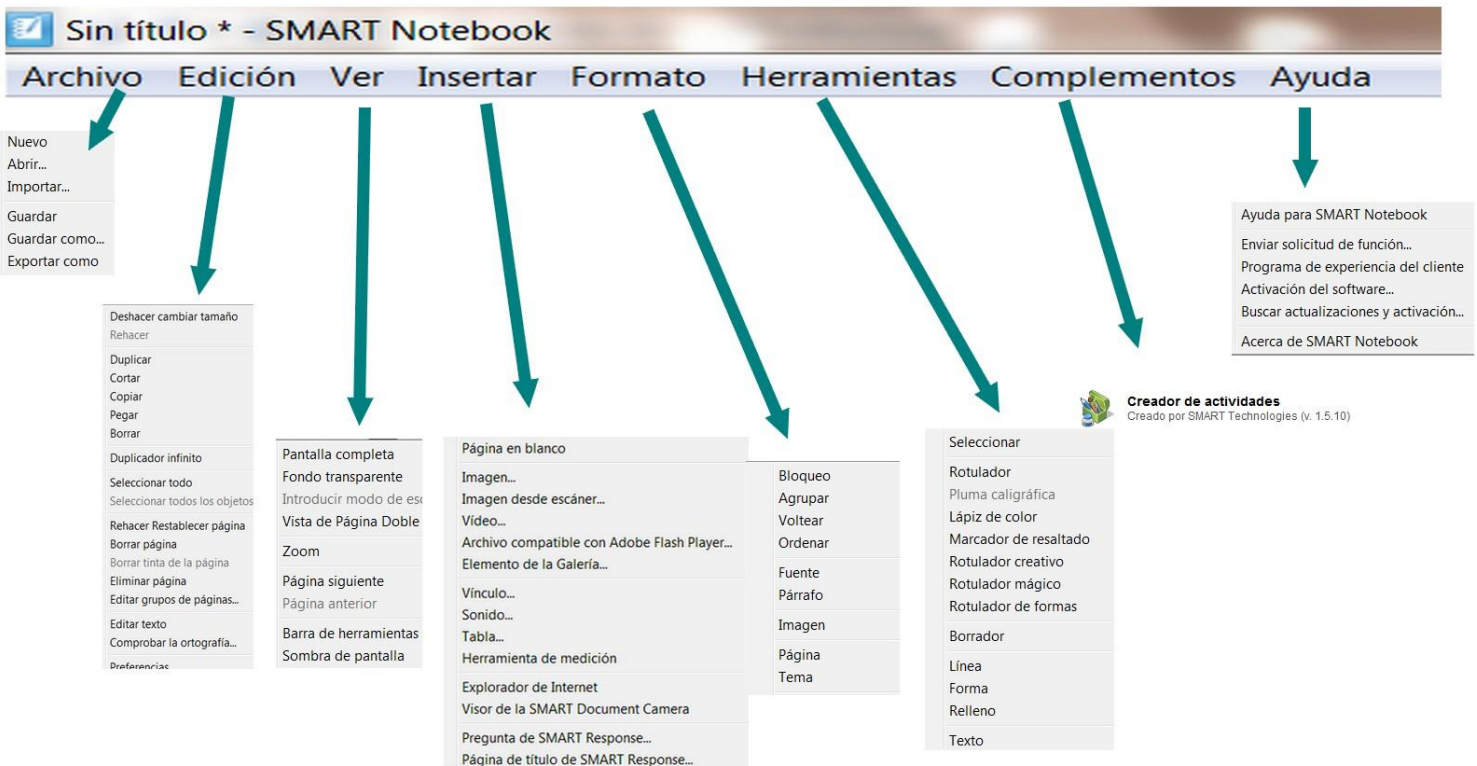 Sin título * - SMART Notebook
Archivo Edición Ver Insertar Formato Herramientas Complementos Ayuda
Nuevo
Abrir...
Importar...
Guardar
Guardar como...
Exportar como
Deshacer cambiar tamaño
Rehacer
Duplicar
Cortar
Copiar
Pegar
Borrar
Duplicador infinito
Seleccionar todo
Seleccionar todos los objetos
Rehacer Restablecer página
Borrar página
Borrar tinta de la página
Eliminar página
Editar grupos de páginas...
Editar texto
Comprobar la ortografía...
Preferencias
Pantalla completa
Fondo transparente
Introducir modo de
Vista de Página Doble
Zoom
Página siguiente
Página anterior
Barra de herramientas
Sombra de pantalla
Página en blanco
Imagen...
Imagen desde escáner...
Vídeo...
Archivo compatible con Adobe Flash Player...
Elemento de la Galería...
Vínculo...
Sonido...
Tabla...
Herramienta de medición
Explorador de Internet
Visor de la SMART Document Camera
Pregunta de SMART Response...
Página de título de SMART Response...
Bloqueo
Agrupar
Voltear
Ordenar
Fuente
Párrafo
Imagen
Página
Tema
Seleccionar
Rotulador
Pluma caligráfica
Lápiz de color
Marcador de resaltado
Rotulador creativo
Rotulador mágico
Rotulador de formas
Borrador
Línea
Forma
Relleno
Texto
Creador de actividades
Creado por SMART Technologies (v. 1.5.10)
Ayuda para SMART Notebook
Enviar solicitud de función...
Programa de experiencia del cliente
Activación del software...
Buscar actualizaciones y activación...
Acerca de SMART Notebook